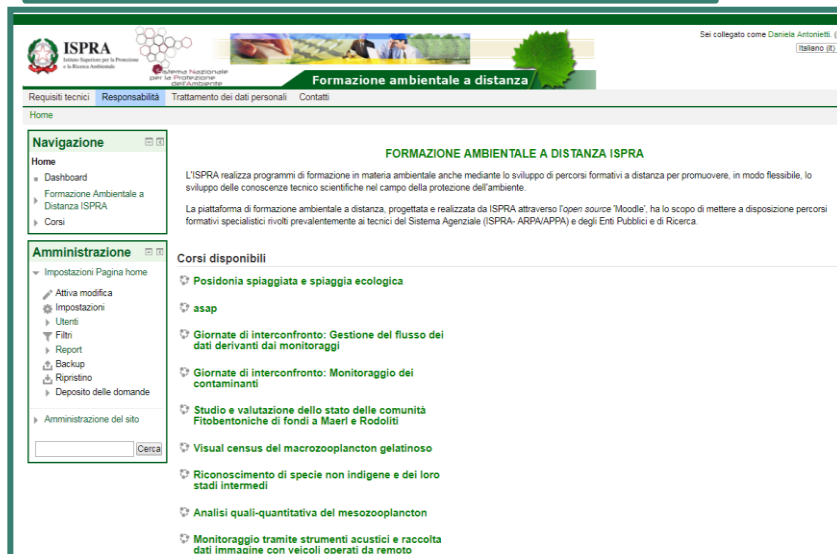 Sei collegato come Daniela Antonietti. (
Italiano (it)
ISPRA
Istituto Superiore per la Protezione
e la Ricerca Ambientale
Sistema Nazionale
per la Protezione
dell'Ambiente
Formazione ambientale a distanza
Requisiti tecnici Responsabilità Trattamento dei dati personali Contatti
Home
Navigazione
Home
Dashboard
Formazione Ambientale a
Distanza ISPRA
Corsi
Amministrazione
Impostazioni Pagina home
Attiva modifica
Impostazioni
Utenti
Filtri
Report
Backup
Ripristino
Deposito delle domande
Amministrazione del sito
Cerca
FORMAZIONE AMBIENTALE A DISTANZA ISPRA
L'ISPRA realizza programmi di formazione in materia ambientale anche mediante lo sviluppo di percorsi formativi a distanza per promuovere, in modo flessibile, lo
sviluppo delle conoscenze tecnico scientifiche nel campo della protezione dell'ambiente.
La piattaforma di formazione ambientale a distanza, progettata e realizzata da ISPRA attraverso l'open source 'Moodle', ha lo scopo di mettere a disposizione percorsi
formativi specialistici rivolti prevalentemente ai tecnici del Sistema Agenziale (ISPRA- ARPA/APPA) e degli Enti Pubblici e di Ricerca.
Corsi disponibili
Posidonia spiaggiata e spiaggia ecologica
asap
Giornate di interconfronto: Gestione del flusso dei
dati derivanti dai monitoraggi
Giornate di interconfronto: Monitoraggio dei
contaminanti
Studio e valutazione dello stato delle comunità
Fitobentoniche di fondi a Maerl e Rodoliti
Visual census del macrozooplancton gelatinoso
Riconoscimento di specie non indigene e dei loro
stadi intermedi
Analisi quali-quantitativa del mesozooplancton
Monitoraggio tramite strumenti acustici e raccolta
dati immagine con veicoli operati da remoto